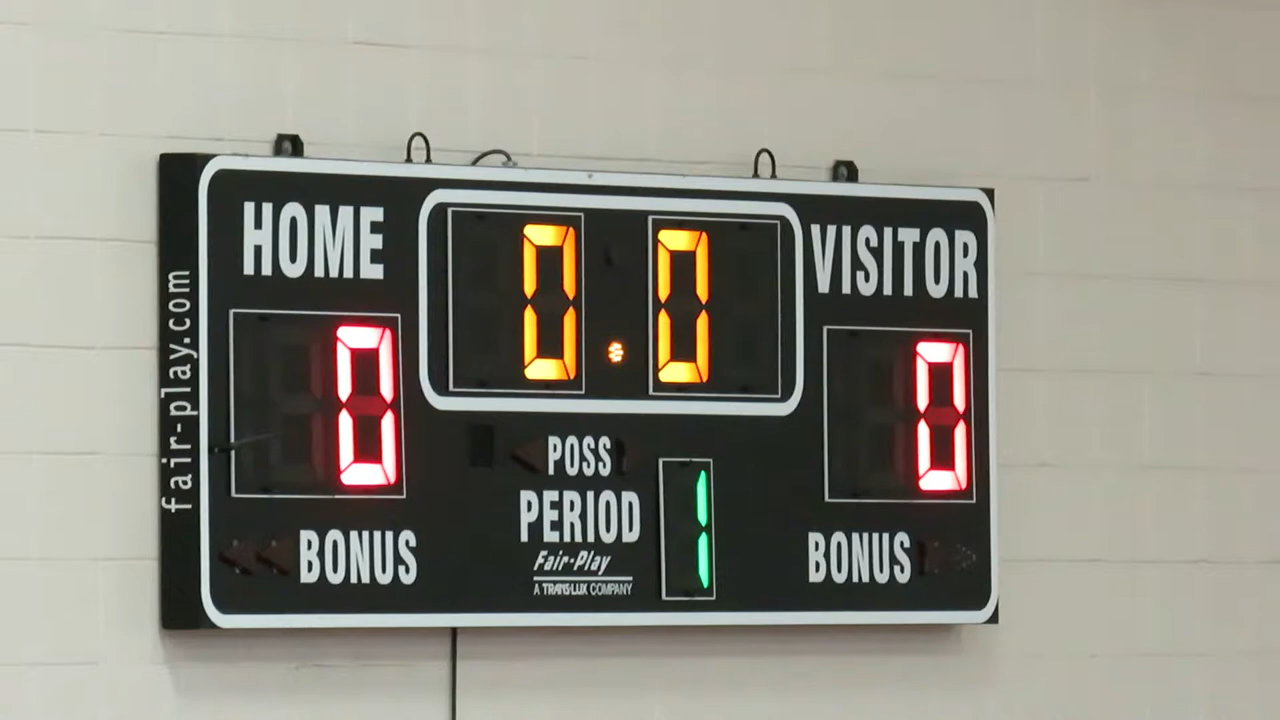 HOME
0.0
VISITOR
0
0
POSS
PERIOD
1
BONUS
BONUS
Fair-Play
A TRANS-LUX COMPANY
fair-play.com